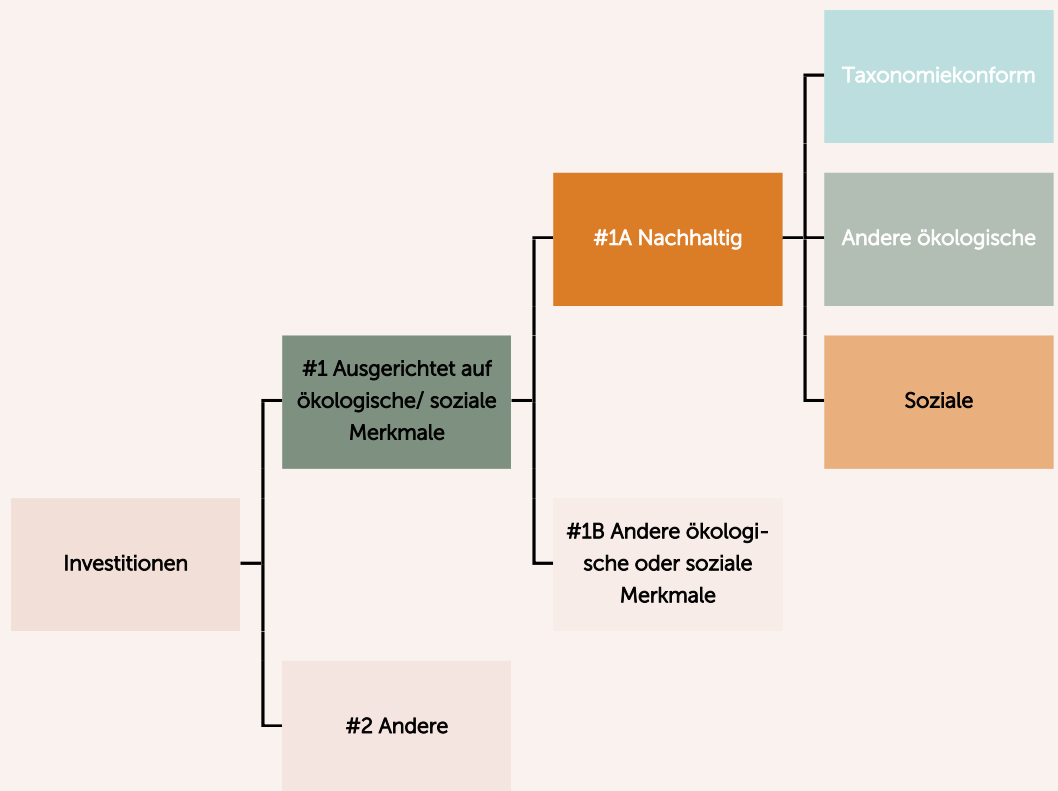 Taxonomiekonform
#1A Nachhaltig
Andere ökologische
#1 Ausgerichtet auf
ökologische/ soziale
Merkmale
Soziale
Investitionen
#1B Andere ökologi-
sche oder soziale
Merkmale
#2 Andere